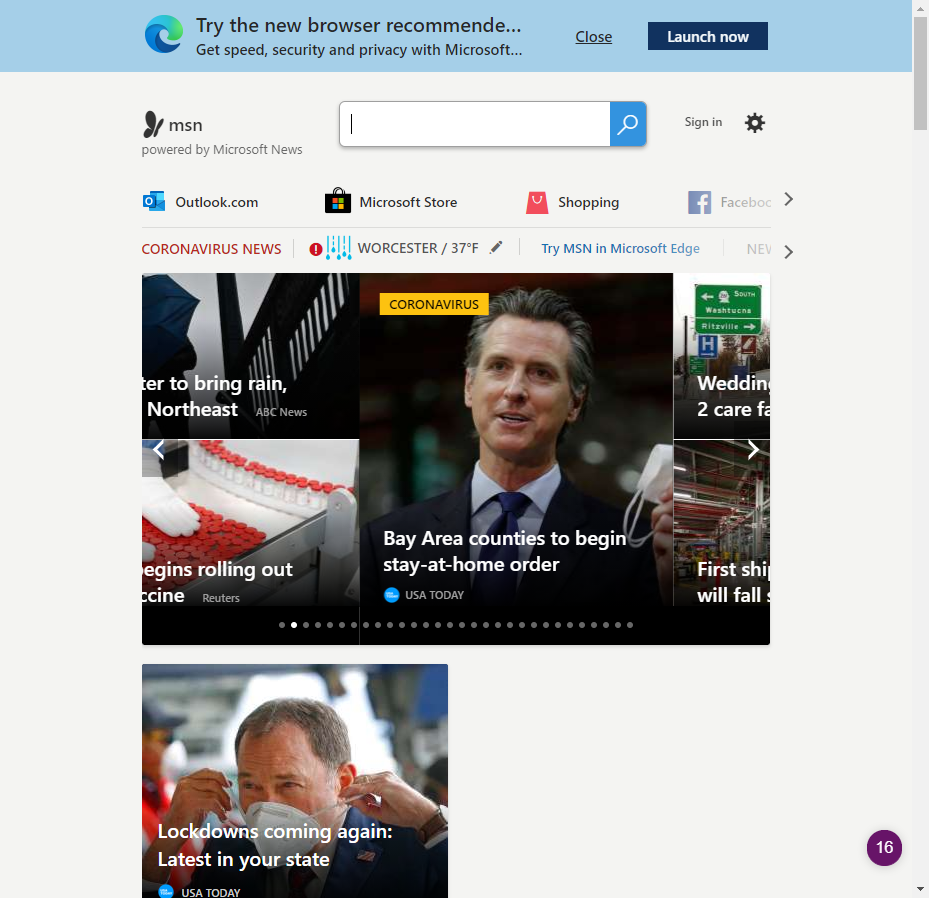 Try the new browser recommende...
Get speed, security and privacy with Microsoft...
Close
Launch now
msn
powered by Microsoft News
Sign in
Outlook.com
Microsoft Store
Shopping
Faceboc
CORONAVIRUS NEWS
WORCESTER / 37°F
Try MSN in Microsoft Edge
NEW
ter to bring rain,
Northeast
ABC News
CORONAVIRUS
SOUTH
Washtucna
Ritzville
H
Wedding
2 care fa
egins rolling out
ccine
Reuters
Bay Area counties to begin
stay-at-home order
USA TODAY
First ship
will fall s
Lockdowns coming again:
Latest in your state
USA TODAY
16